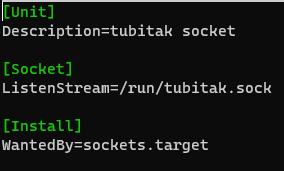 [Unit]
Description=tubitak socket
[Socket]
ListenStream=/run/tubitak.sock
[Install]
WantedBy=sockets.target